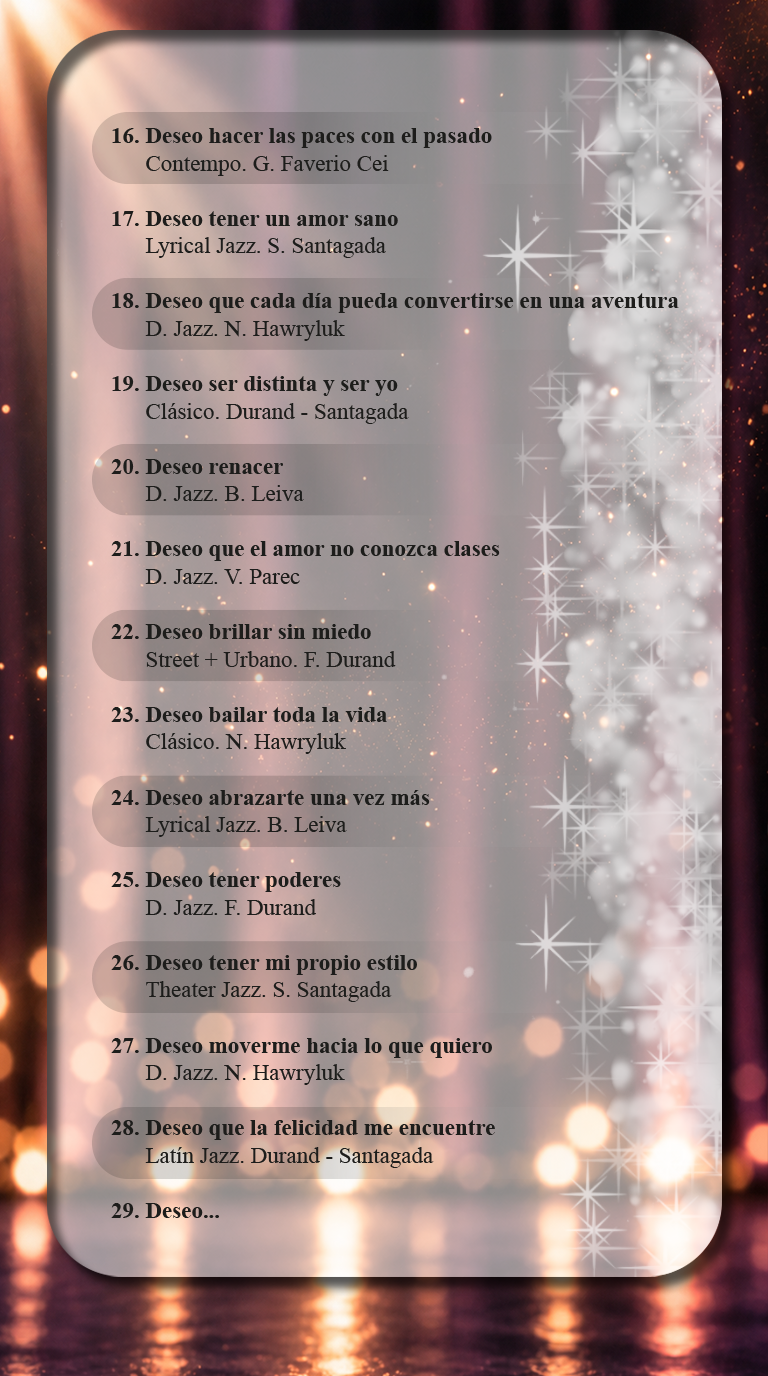 16. Deseo hacer las paces con el pasado
Contempo. G. Faverio Cei
17. Deseo tener un amor sano
Lyrical Jazz. S. Santagada
18. Deseo que cada día pueda convertirse en una aventura
D. Jazz. N. Hawryluk
19. Deseo ser distinta y ser yo
Clásico. Durand - Santagada
20. Deseo renacer
D. Jazz. B. Leiva
21. Deseo que el amor no conozca clases
D. Jazz. V. Parec
22. Deseo brillar sin miedo
Street + Urbano. F. Durand
23. Deseo bailar toda la vida
Clásico. N. Hawryluk
24. Deseo abrazarte una vez más
Lyrical Jazz. B. Leiva
25. Deseo tener poderes
D. Jazz. F. Durand
26. Deseo tener mi propio estilo
Theater Jazz. S. Santagada
27. Deseo moverme hacia lo que quiero
D. Jazz. N. Hawryluk
28. Deseo que la felicidad me encuentre
Latín Jazz. Durand - Santagada
29. Deseo...